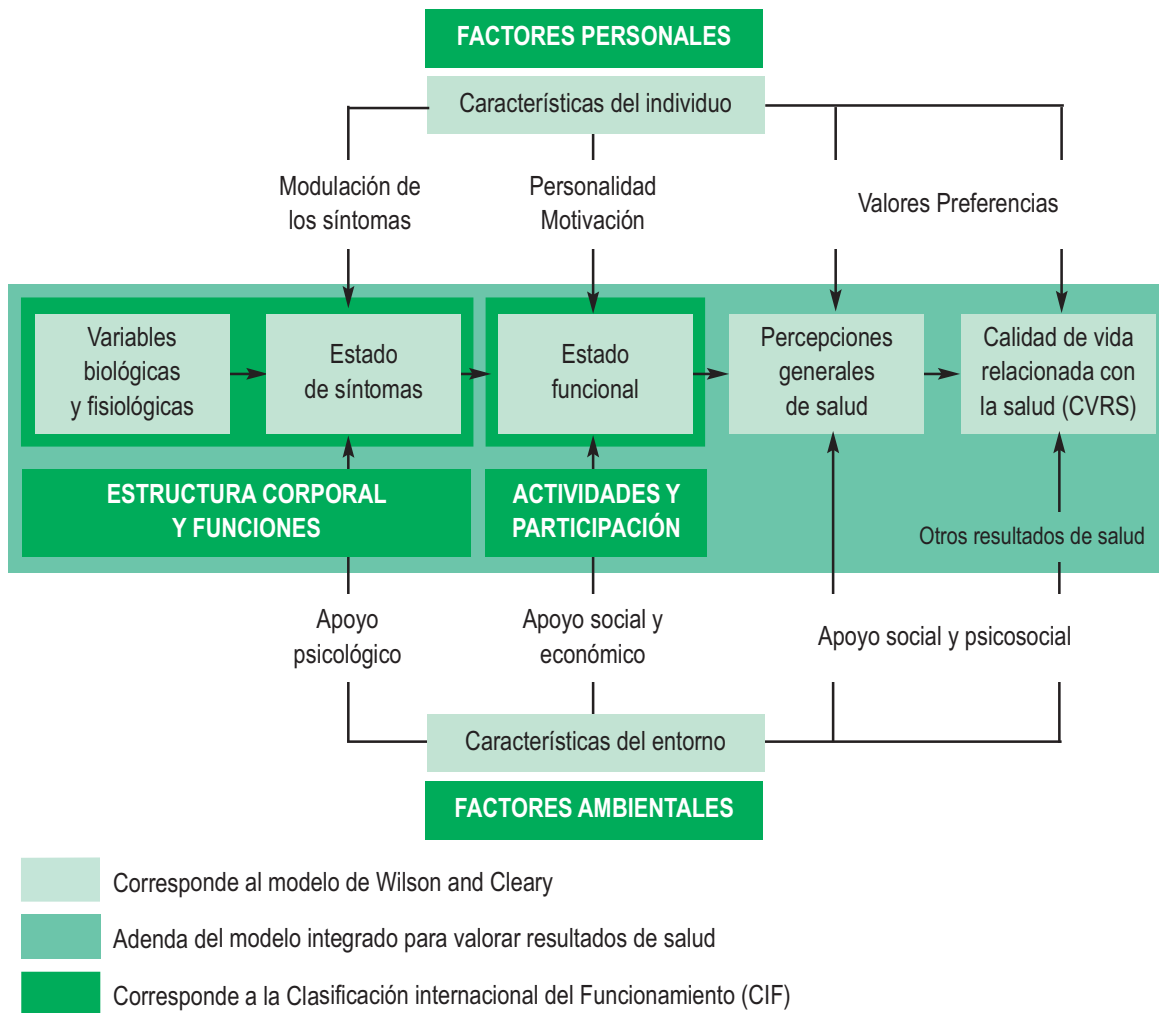 FACTORES PERSONALES
Características del individuo
Modulación de
los síntomas
Personalidad
Motivación
Valores Preferencias
Variables
biológicas
y fisiológicas
Estado
de síntomas
Estado
funcional
Percepciones
generales
de salud
Calidad de vida
relacionada con
la salud (CVRS)
ESTRUCTURA CORPORAL
Y FUNCIONES
ACTIVIDADES Y
PARTICIPACIÓN
Otros resultados de salud
Apoyo
psicológico
Apoyo social y
económico
Apoyo social y psicosocial
Características del entorno
FACTORES AMBIENTALES
Corresponde al modelo de Wilson and Cleary
Adenda del modelo integrado para valorar resultados de salud
Corresponde a la Clasificación internacional del Funcionamiento (CIF)